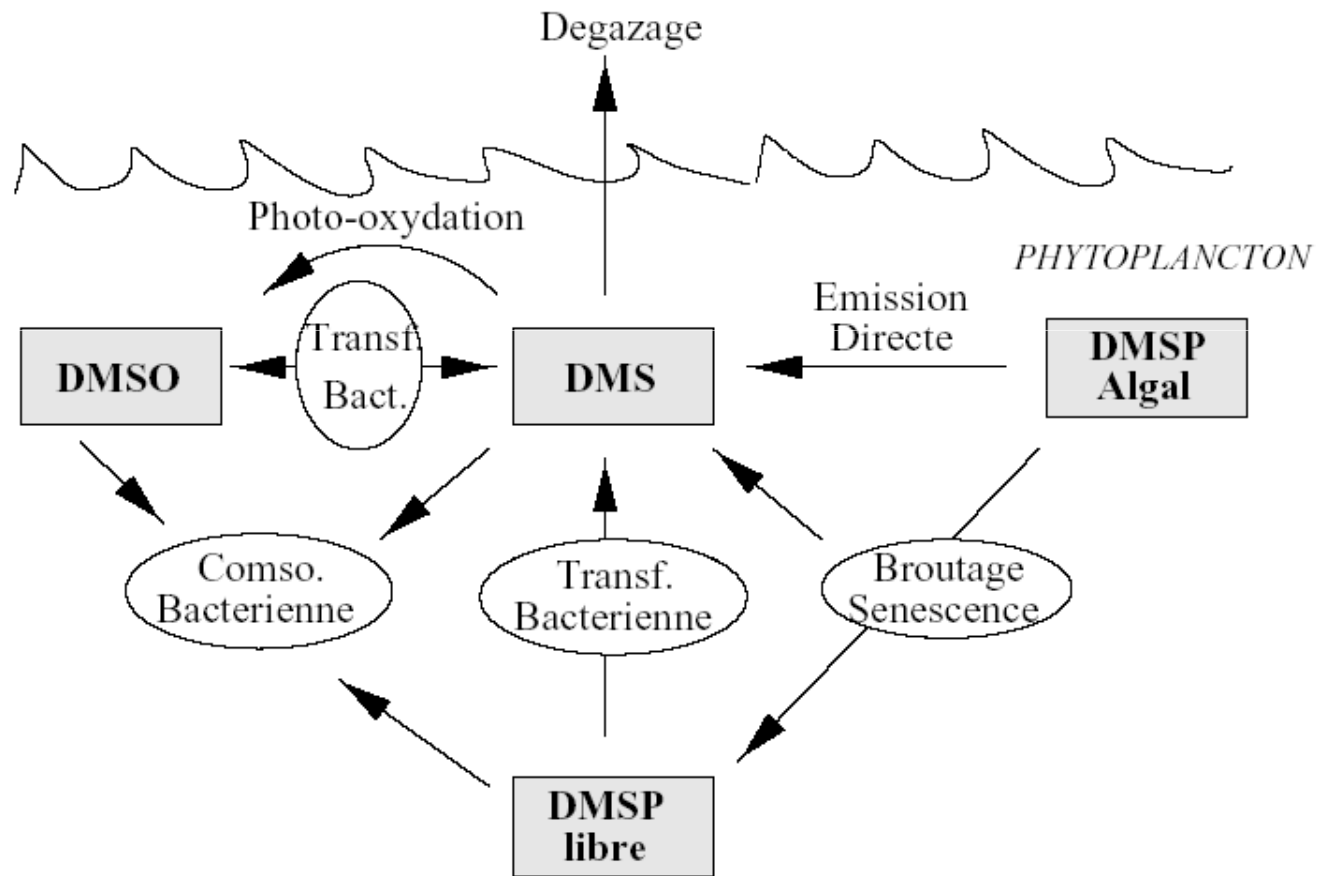 Degazage
Photo-oxydation
PHYTOPLANCTON
Emission
Directe
DMSO
Transf.
Bact.
DMS
DMSP
Algal
Comso.
Bacterienne
Transf.
Bacterienne
Broutage
Senescence
DMSP
libre